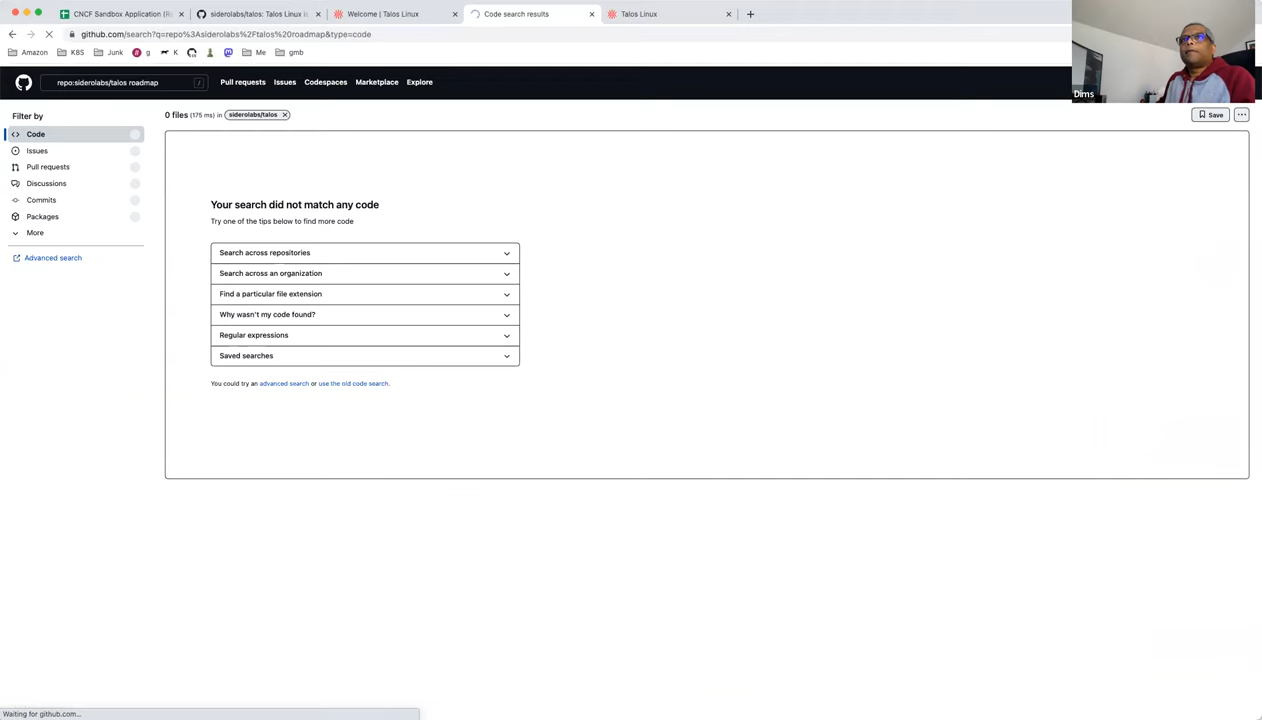 CNCF Sandbox Application (Re
siderolabs/talos: Talos Linux is
Welcome | Talos Linux
Code search results
Talos Linux
github.com/search?q=repo%3Asiderolabs%2Ftalos%20roadmap&type=code
Amazon
K8S
Junk
g
K
Me
gmb
Dims
repo:siderolabs/talos roadmap
/
Pull requests
Issues
Codespaces
Marketplace
Explore
Filter by
0 files (175 ms) in siderolabs/talos
Save
Code
Issues
Pull requests
Discussions
Commits
Packages
More
Advanced search
Your search did not match any code
Try one of the tips below to find more code
Search across repositories
Search across an organization
Find a particular file extension
Why wasn't my code found?
Regular expressions
Saved searches
You could try an advanced search or use the old code search.
Waiting for github.com...